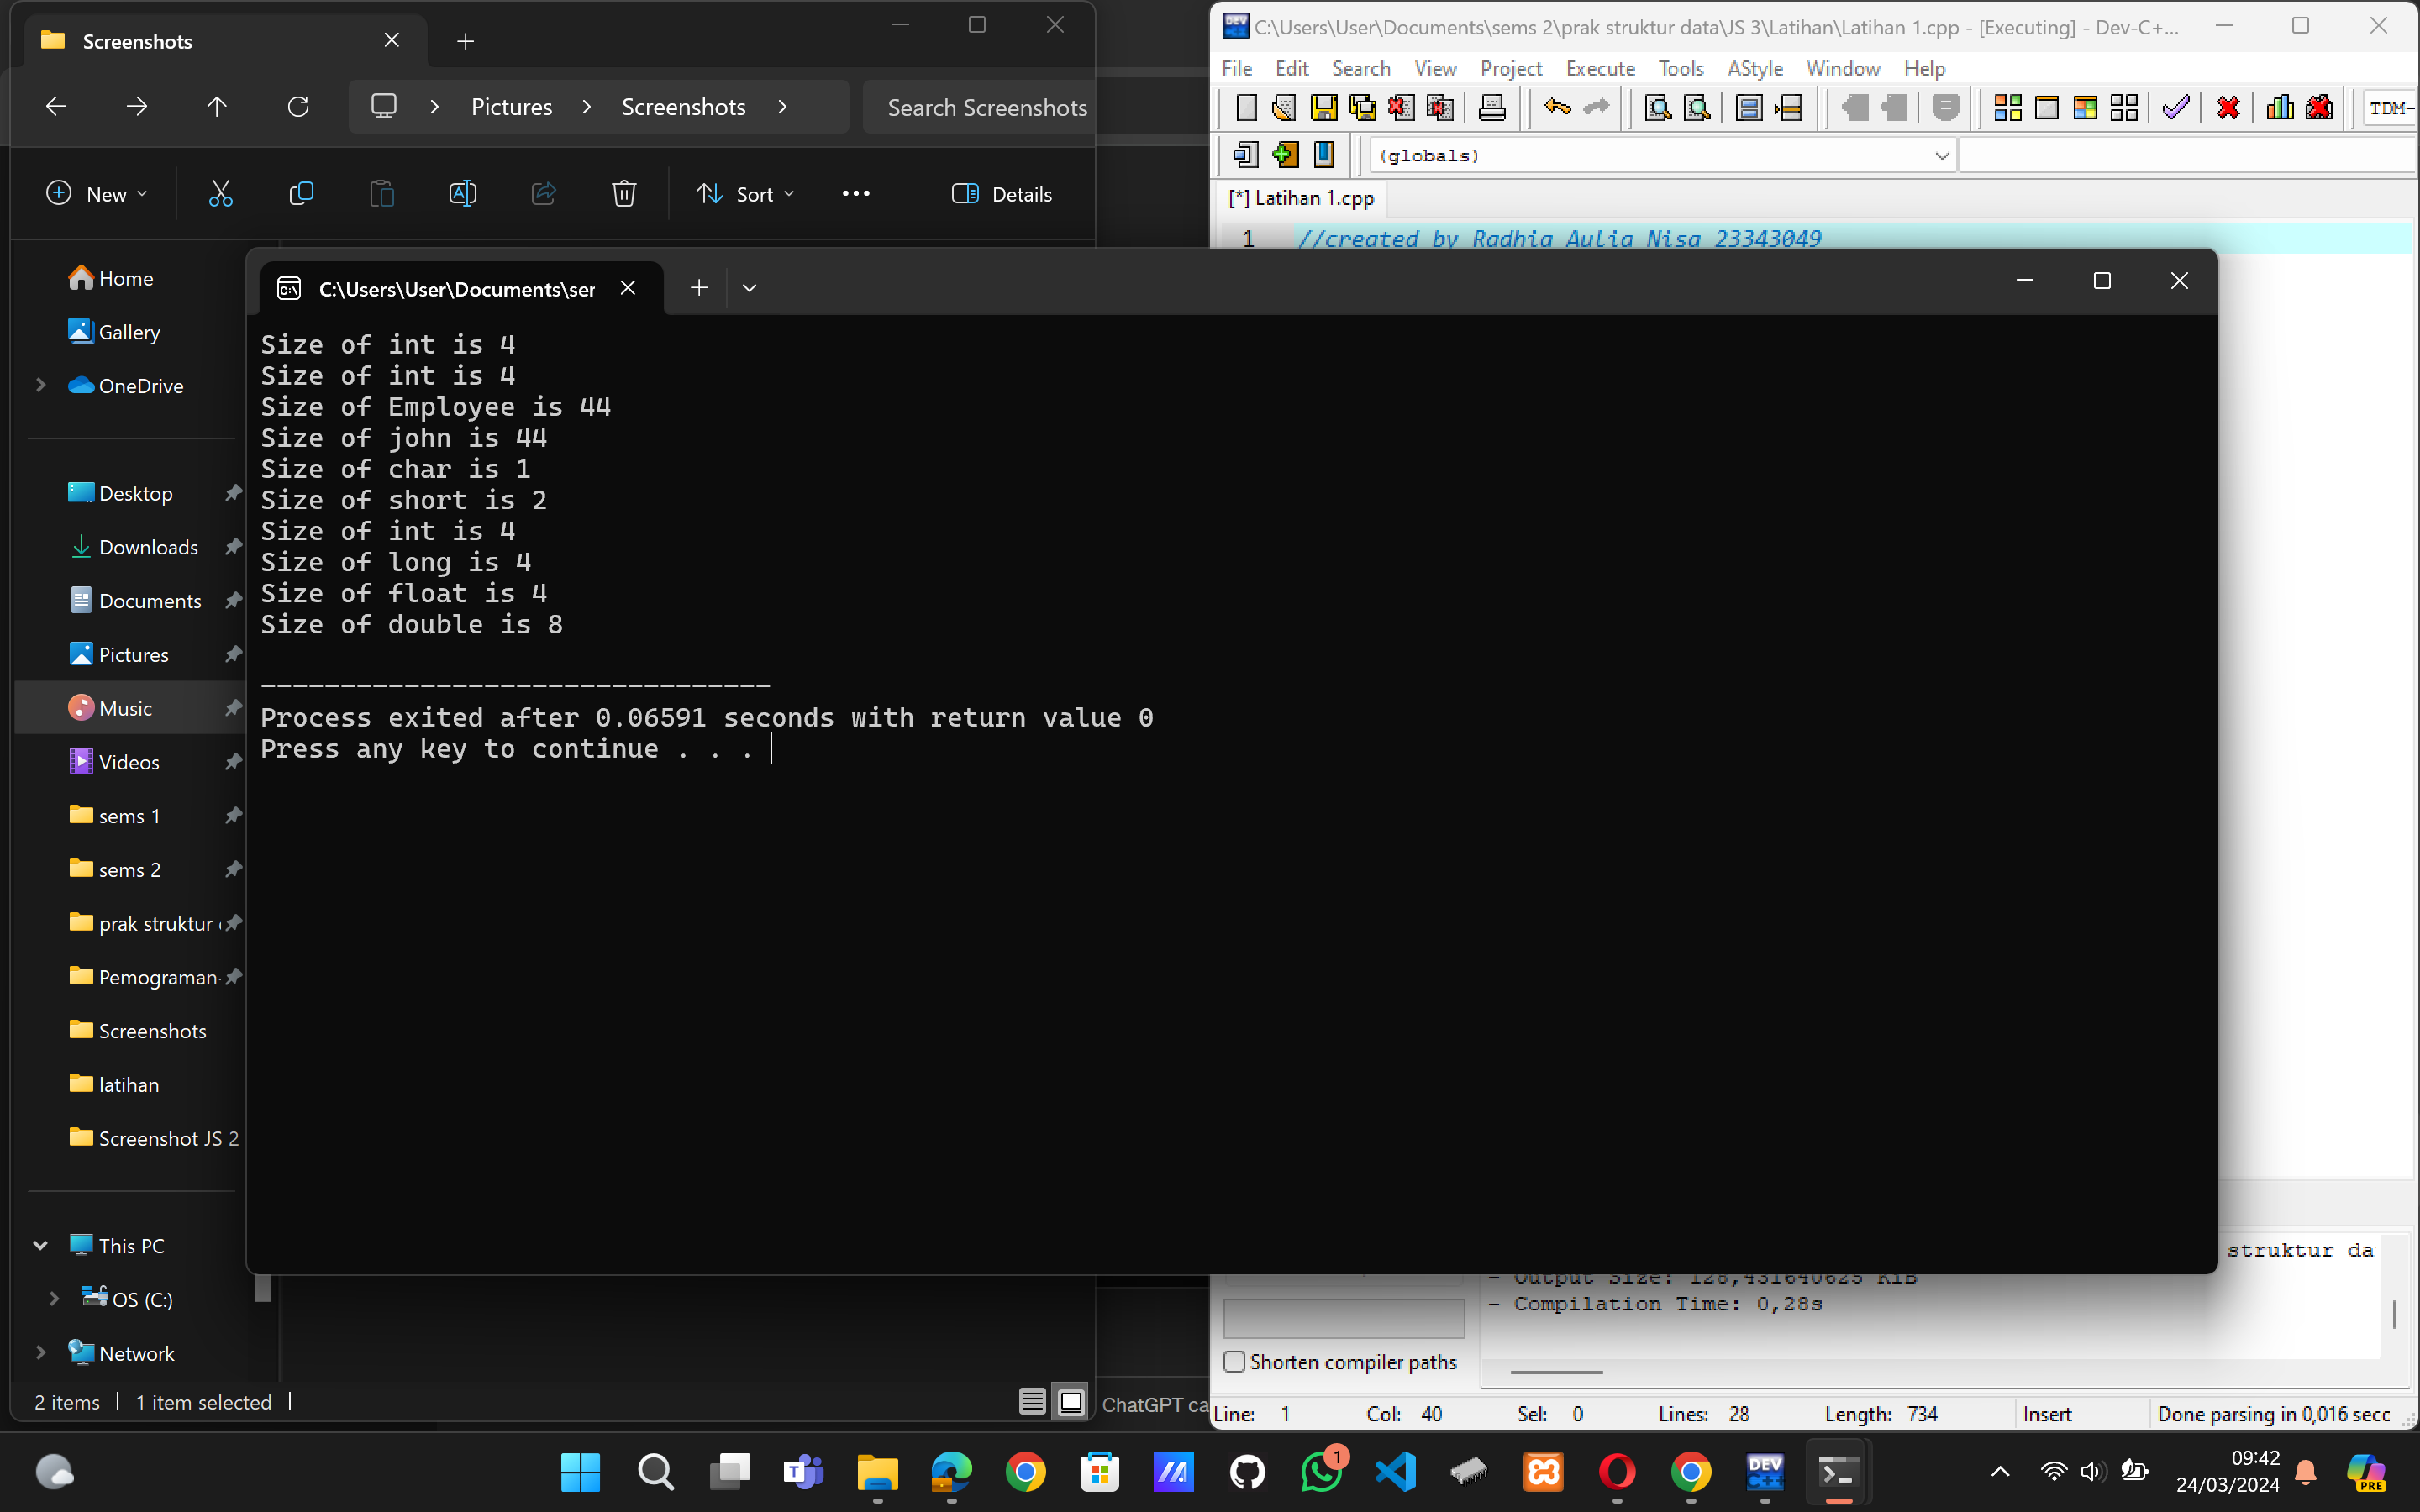 Screenshots
Pictures
Screenshots
Search Screenshots
New
Sort
Details
Home
Gallery
OneDrive
Desktop
Downloads
Documents
Pictures
Music
Videos
sems 1
sems 2
prak struktur
Pemograman-
Screenshots
latihan
Screenshot JS 2
This PC
OS (C:)
Network
2 items
1 item selected
C:\Users\User\Documents\sems 2\prak struktur data\JS 3\Latihan\Latihan 1.cpp - [Executing] - Dev-C+...
File Edit Search View Project Execute Tools AStyle Window Help
TDM-
(globals)
[*] Latihan 1.cpp
1 //created by Radhia Aulia Nisa 23343049
C:\Users\User\Documents\ser
Size of int is 4
Size of int is 4
Size of Employee is 44
Size of john is 44
Size of char is 1
Size of short is 2
Size of int is 4
Size of long is 4
Size of float is 4
Size of double is 8
--------------------------------
Process exited after 0.06591 seconds with return value 0
Press any key to continue . . .
struktur da
- Output Size: 128,431640625 KiB
- Compilation Time: 0,28s
Shorten compiler paths
ChatGPT ca
Line: 1 Col: 40 Sel: 0 Lines: 28 Length: 734 Insert Done parsing in 0,016 secc
1
DEV
C++
PRE
09:42
24/03/2024